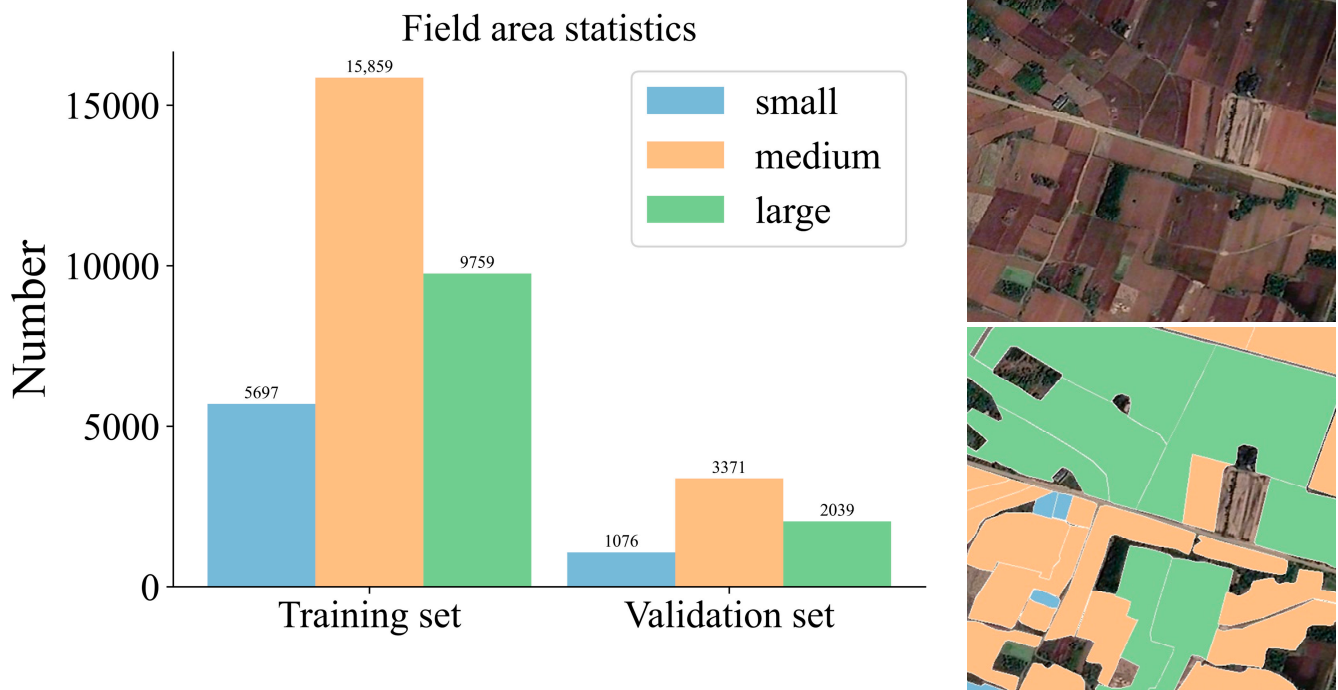 Field area statistics
Number
15000
10000
5000
0
5697
15,859
9759
1076
3371
2039
small
medium
large
Training set
Validation set